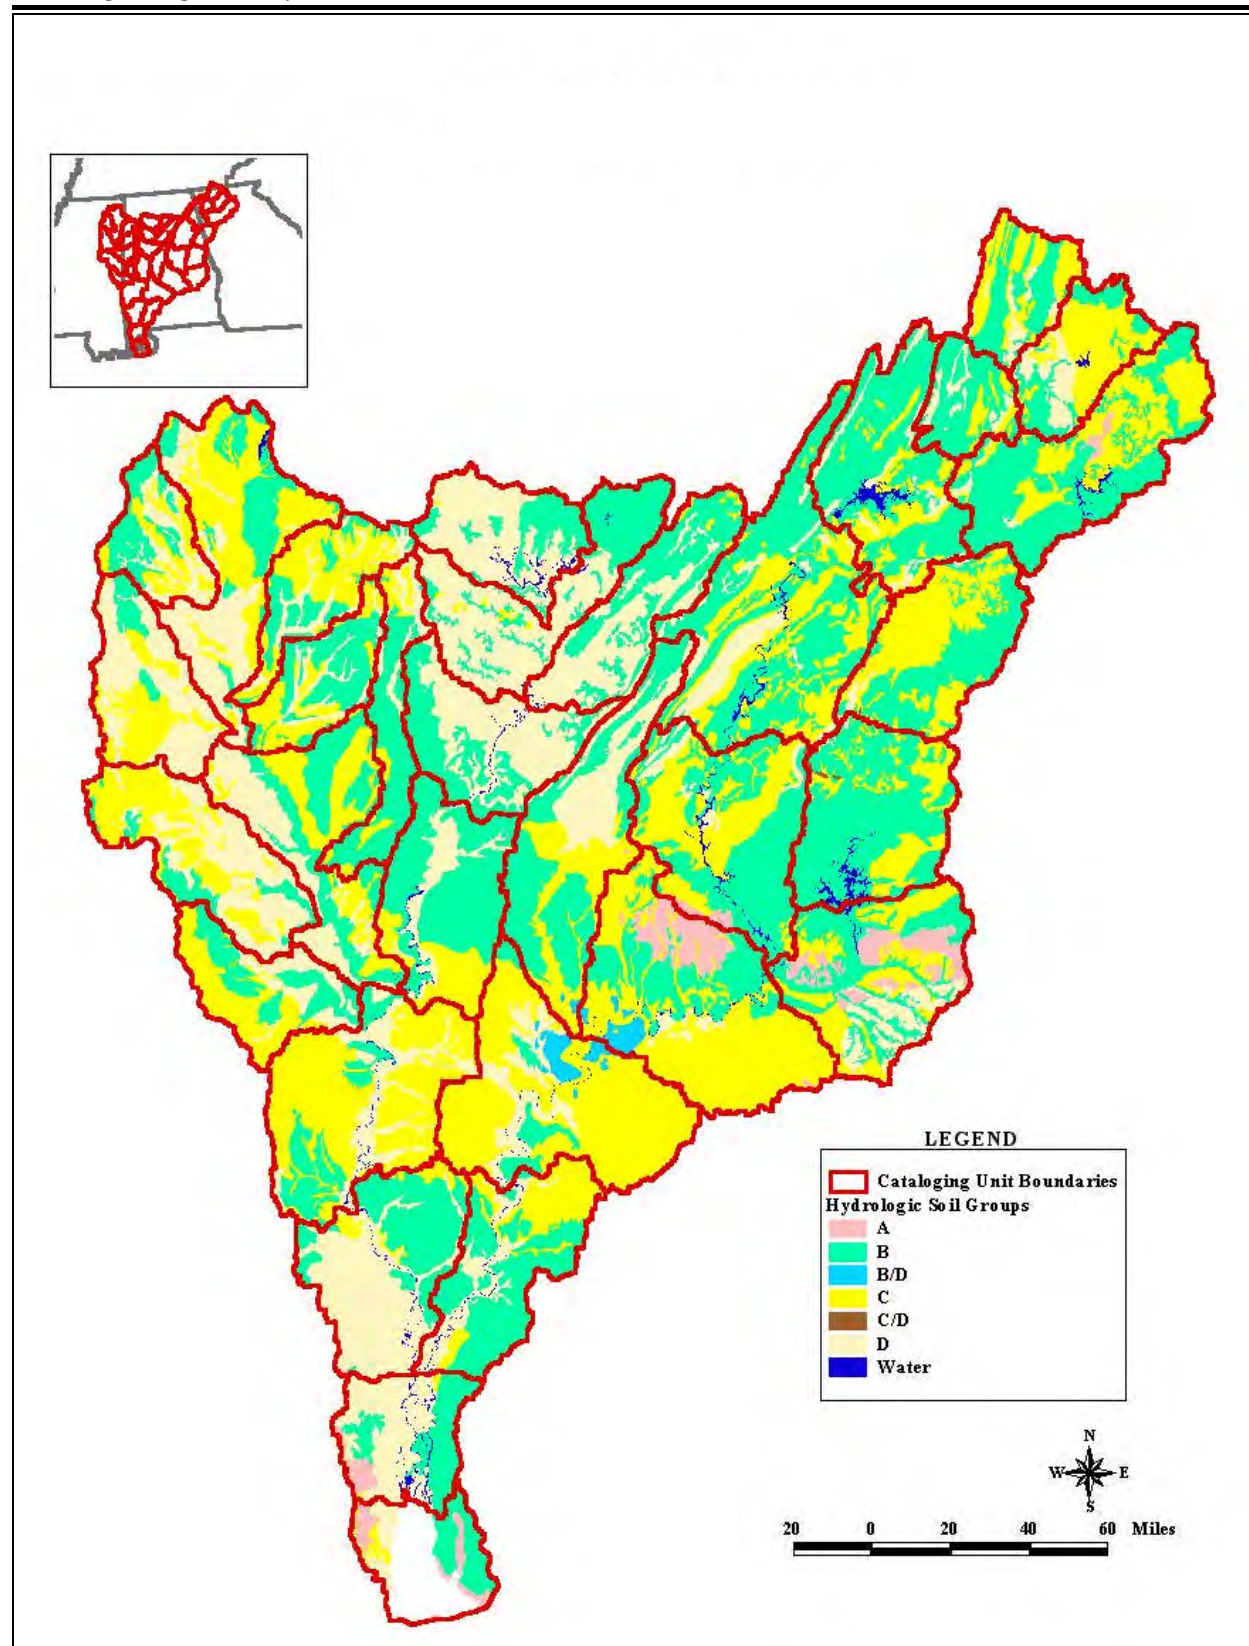 LEGEND
Cataloging Unit Boundaries
Hydrologic Soil Groups
A
B
B/D
C
C/D
D
Water
N
W E
S
20 0 20 40 60 Miles